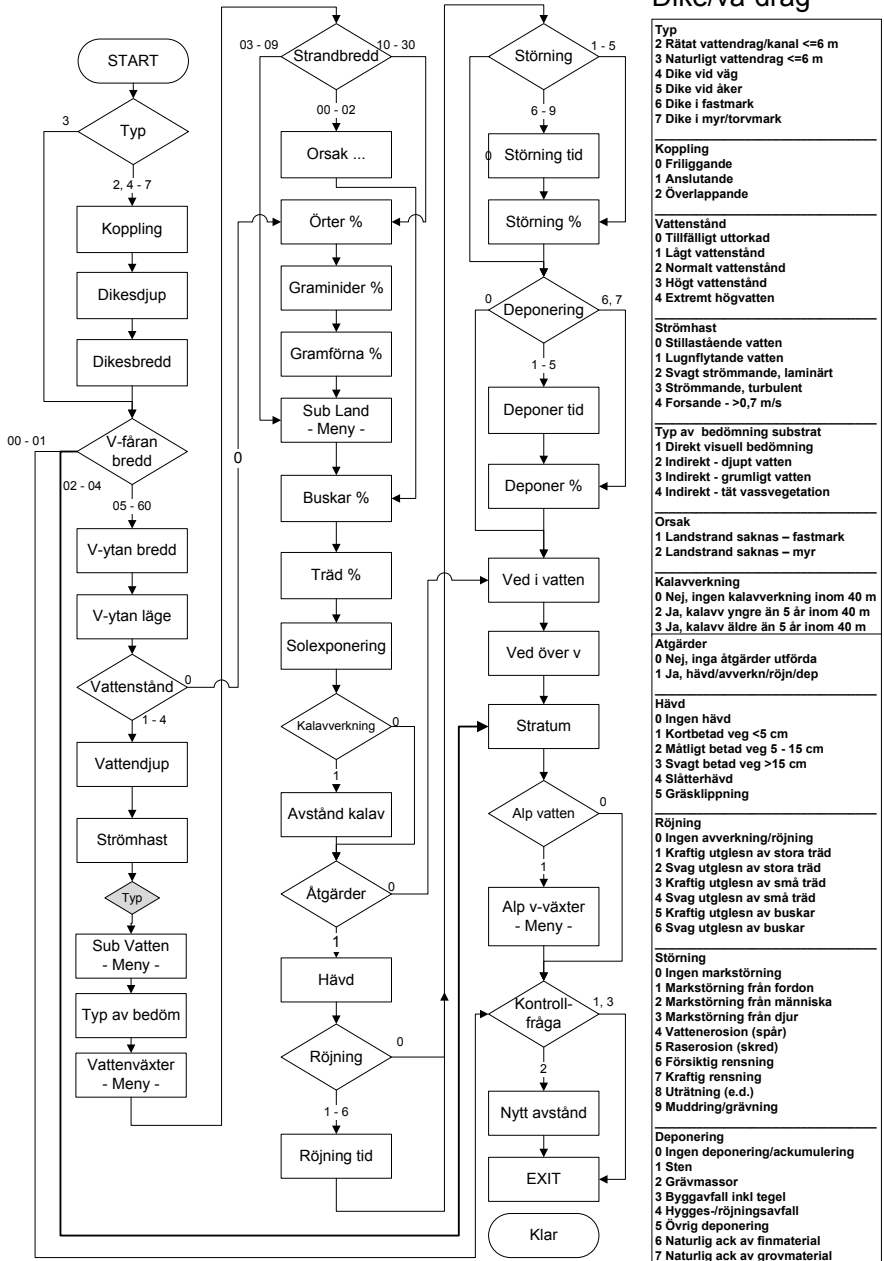 START
3
Typ
2, 4 - 7
Koppling
Dikesdjup
Dikesbredd
00 - 01
V-fåran
bredd
02 - 04
05 - 60
V-ytan bredd
V-ytan läge
Vattenstånd
0
1 - 4
Vattendjup
Strömhast
Typ
Sub Vatten
- Meny -
Typ av bedöm
Vattenväxter
- Meny -
0
03 - 09
Strandbredd
10 - 30
00 - 02
Orsak ...
Örter %
Graminider %
Gramförna %
Sub Land
- Meny -
Buskar %
Träd %
Solexponering
Kalavverkning
0
1
Avstånd kalav
Åtgärder
0
1
Hävd
Röjning
0
1 - 6
Röjning tid
Störning
1 - 5
6 - 9
0
Störning tid
Störning %
0
Deponering
6, 7
1 - 5
Deponer tid
Deponer %
Ved i vatten
Ved över v
Stratum
Alp vatten
0
1
Alp v-växter
- Meny -
Kontroll-
fråga
1, 3
2
Nytt avstånd
EXIT
Klar
Dike/va-drag
Typ
2 Rätat vattendrag/kanal <=6 m
3 Naturligt vattendrag <=6 m
4 Dike vid väg
5 Dike vid åker
6 Dike i fastmark
7 Dike i myr/torvmark
Koppling
0 Friliggande
1 Anslutande
2 Överlappande
Vattenstånd
0 Tillfälligt uttorkad
1 Lågt vattenstånd
2 Normalt vattenstånd
3 Högt vattenstånd
4 Extremt högvatten
Strömhast
0 Stillastående vatten
1 Lugnflytande vatten
2 Svagt strömmande, laminärt
3 Strömmande, turbulent
4 Forsande - >0,7 m/s
Typ av bedömning substrat
1 Direkt visuell bedömning
2 Indirekt - djupt vatten
3 Indirekt - grumligt vatten
4 Indirekt - tät vassvegetation
Orsak
1 Landstrand saknas – fastmark
2 Landstrand saknas – myr
Kalavverkning
0 Nej, ingen kalavverkning inom 40 m
2 Ja, kalavv yngre än 5 år inom 40 m
3 Ja, kalavv äldre än 5 år inom 40 m
Atgärder
0 Nej, inga åtgärder utförda
1 Ja, hävd/avverkn/röjn/dep
Hävd
0 Ingen hävd
1 Kortbetad veg <5 cm
2 Måtligt betad veg 5 - 15 cm
3 Svagt betad veg >15 cm
4 Slåtterhävd
5 Gräsklippning
Röjning
0 Ingen avverkning/röjning
1 Kraftig utglesn av stora träd
2 Svag utglesn av stora träd
3 Kraftig utglesn av små träd
4 Svag utglesn av små träd
5 Kraftig utglesn av buskar
6 Svag utglesn av buskar
Störning
0 Ingen markstörning
1 Markstörning från fordon
2 Markstörning från människa
3 Markstörning från djur
4 Vattenerosion (spår)
5 Raserosion (skred)
6 Försiktig rensning
7 Kraftig rensning
8 Uträtning (e.d.)
9 Muddring/grävning
Deponering
0 Ingen deponering/ackumulering
1 Sten
2 Grävmassor
3 Byggavfall inkl tegel
4 Hygges-/röjningsavfall
5 Övrig deponering
6 Naturlig ack av finmaterial
7 Naturlig ack av grovmaterial